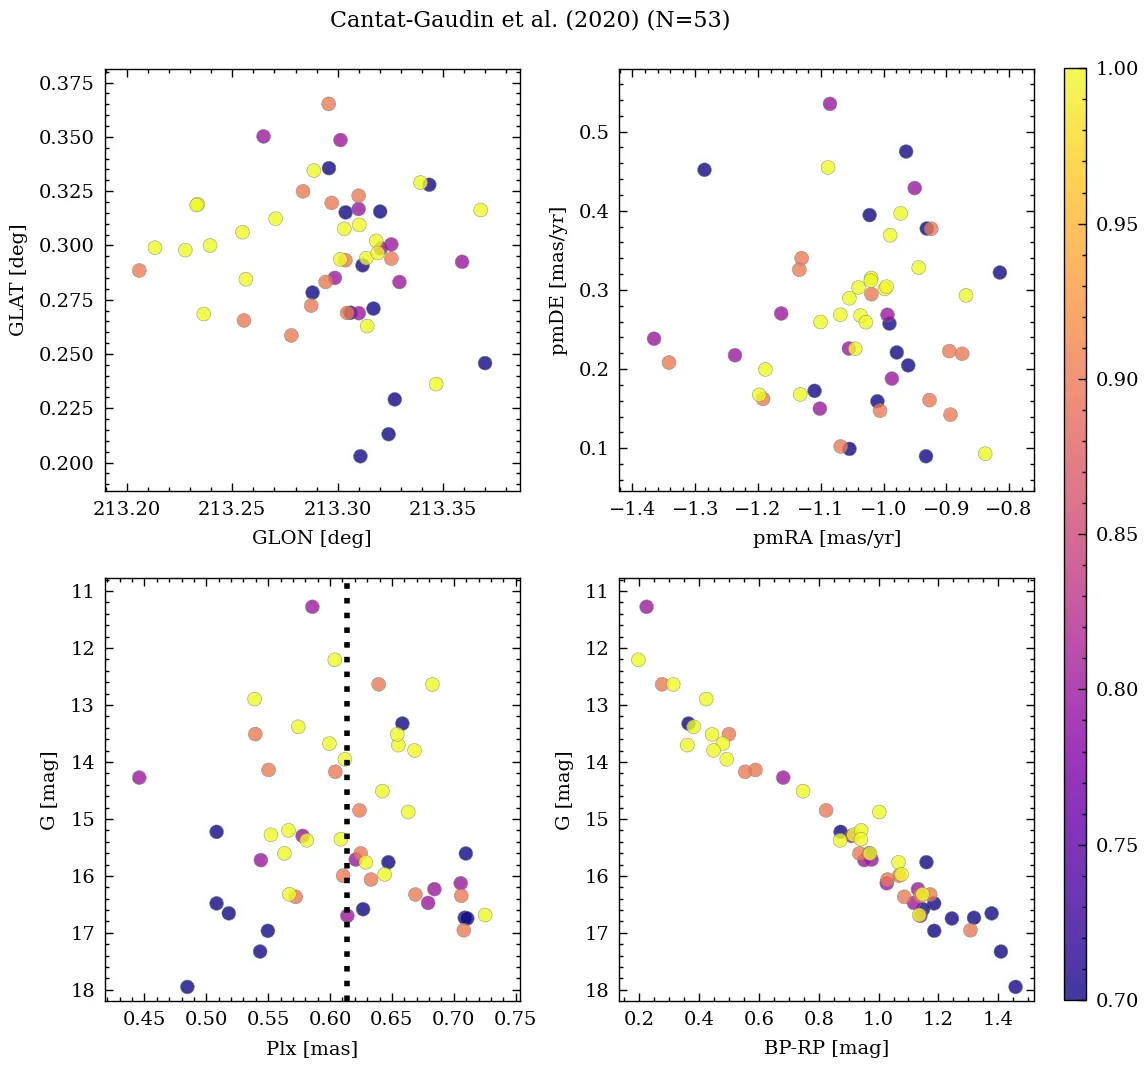 Cantat-Gaudin et al. (2020) (N=53)
0.375
0.350
0.325
0.300
0.275
0.250
0.225
0.200
GLAT [deg]
213.20 213.25 213.30 213.35
GLON [deg]
0.5
0.4
0.3
0.2
0.1
pmDE [mas/yr]
−1.4 −1.3 −1.2 −1.1 −1.0 −0.9 −0.8
pmRA [mas/yr]
11
12
13
14
15
16
17
18
G [mag]
0.45 0.50 0.55 0.60 0.65 0.70 0.75
Plx [mas]
11
12
13
14
15
16
17
18
G [mag]
0.2 0.4 0.6 0.8 1.0 1.2 1.4
BP-RP [mag]
1.00
0.95
0.90
0.85
0.80
0.75
0.70